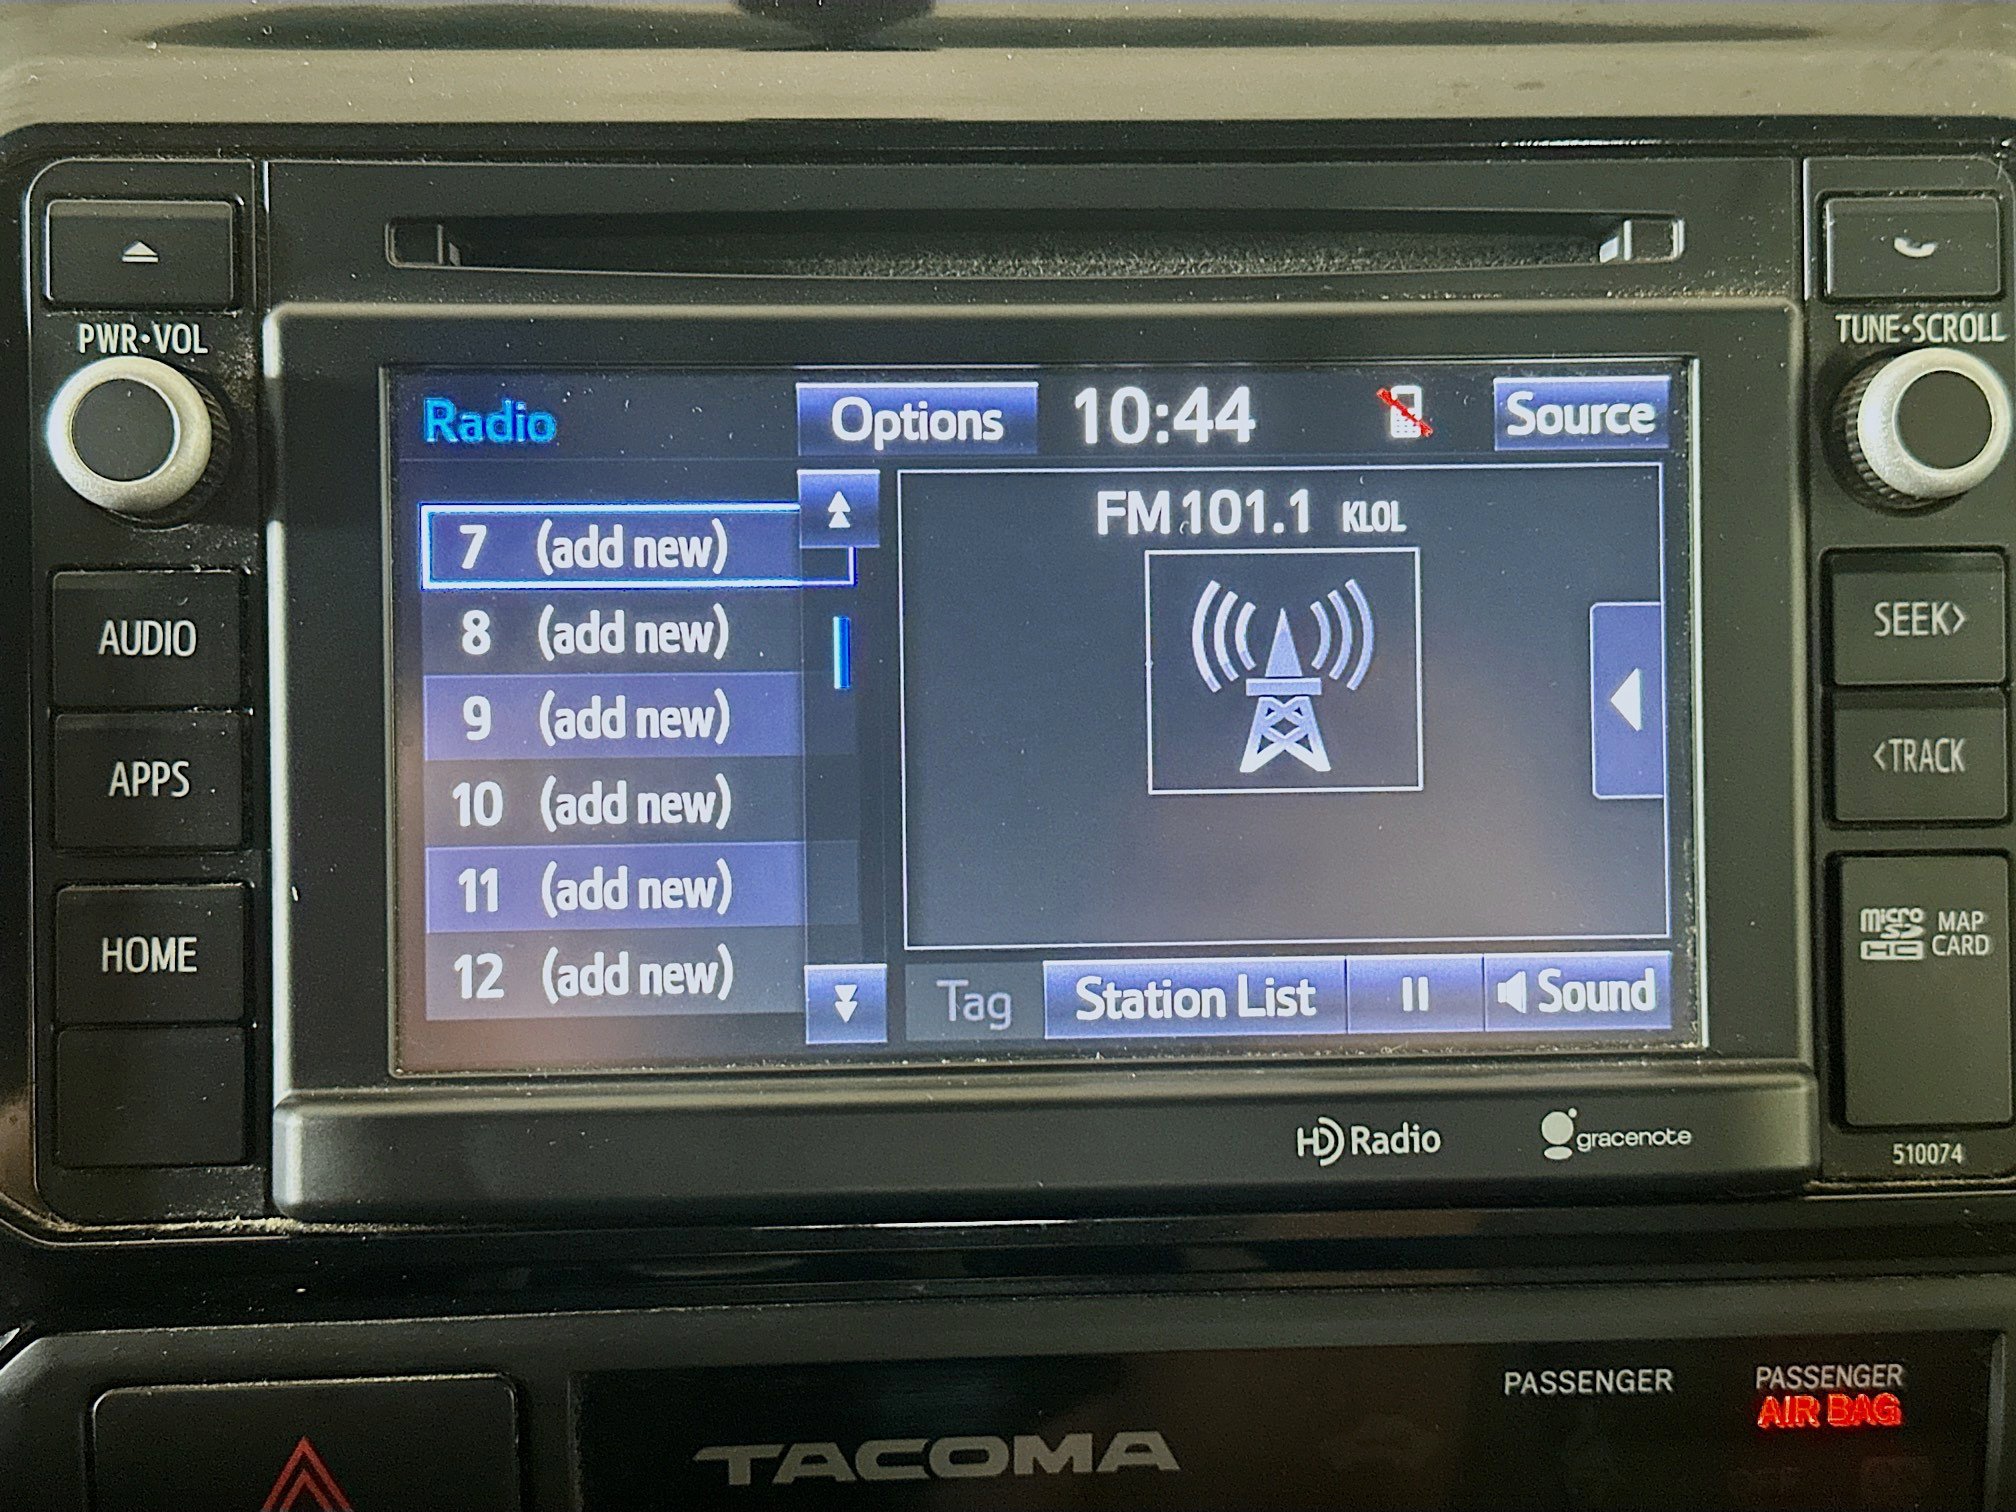 PWR•VOL
TUNE•SCROLL
Radio
Options
10:44
Source
7 (add new)
8 (add new)
9 (add new)
10 (add new)
11 (add new)
12 (add new)
FM 101.1 KLOL
Tag
Station List
Sound
AUDIO
APPS
HOME
SEEK>
<TRACK
micro
SD
HC
MAP
CARD
510074
HD Radio
gracenote
PASSENGER
PASSENGER
AIR BAG
TACOMA